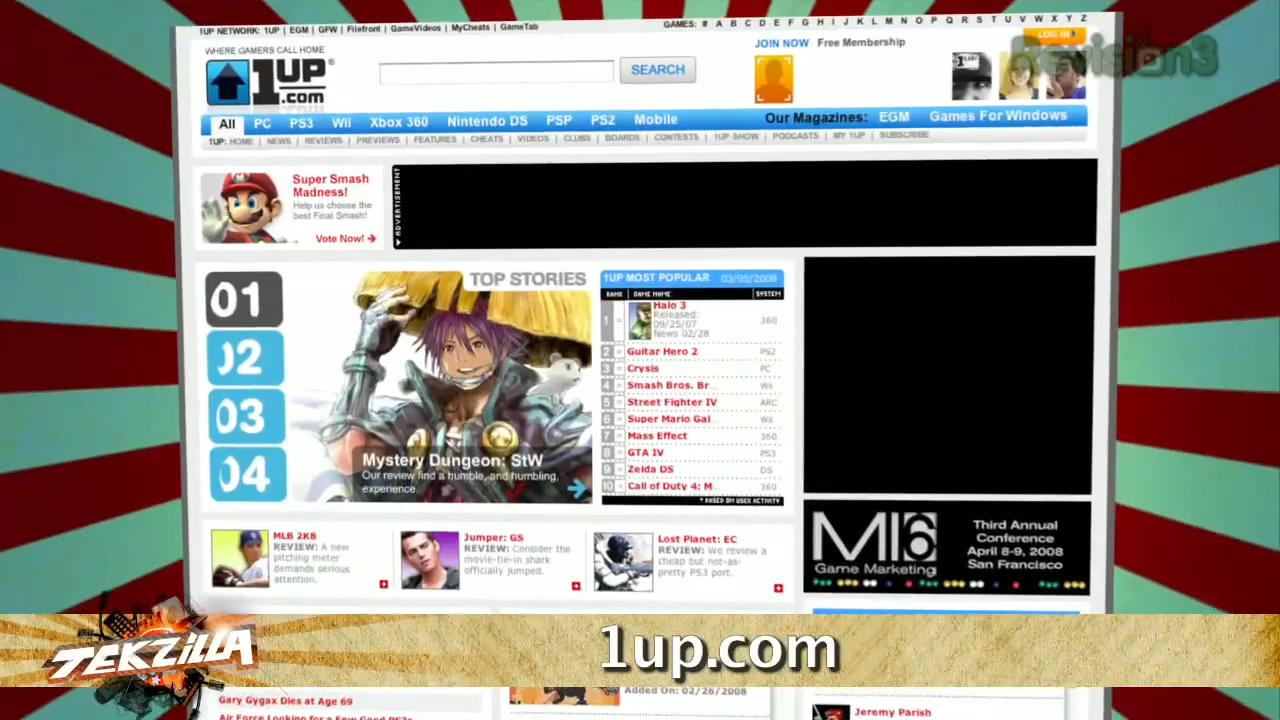 1UP NETWORK: 1UP | EGM | GFW | Filefront | GameVideos | MyCheats | GameTab
GAMES: # A B C D E F G H I J K L M N O P Q R S T U V W X Y Z
WHERE GAMERS CALL HOME
1UP.com®
SEARCH
JOIN NOW Free Membership
LOG IN
Revision3
All PC PS3 Wii Xbox 360 Nintendo DS PSP PS2 Mobile
Our Magazines: EGM Games For Windows
1UP: HOME | NEWS | REVIEWS | PREVIEWS | FEATURES | CHEATS | VIDEOS | CLUBS | BOARDS | CONTESTS | 1UP SHOW | PODCASTS | MY 1UP | SUBSCRIBE
Super Smash
Madness!
Help us choose the
best Final Smash!
Vote Now!
ADVERTISEMENT
01
02
03
04
TOP STORIES
Mystery Dungeon: StW
Our review find a humble, and humbling,
experience.
1UP MOST POPULAR 03/05/2008
RANK GAME NAME SYSTEM
1 = Halo 3 360
Released:
09/25/07
News 02/28
2 = Guitar Hero 2 PS2
3 = Crysis PC
4 = Smash Bros. Br... Wii
5 = Street Fighter IV ARC
6 = Super Mario Gal... Wii
7 = Mass Effect 360
8 = GTA IV PS3
9 = Zelda DS DS
10 = Call of Duty 4: M... 360
* BASED ON USER ACTIVITY
MLB 2K8
REVIEW: A new
pitching meter
demands serious
attention.
Jumper: GS
REVIEW: Consider the
movie-tie-in shark
officially jumped.
Lost Planet: EC
REVIEW: We review a
cheap but not-as-
pretty PS3 port.
MI6
Game Marketing
Third Annual
Conference
April 8-9, 2008
San Francisco
TEKZILLA
1up.com
Gary Gygax Dies at Age 69
Air Force Looking for a Few Good PS3s
Added On: 02/26/2008
Jeremy Parish